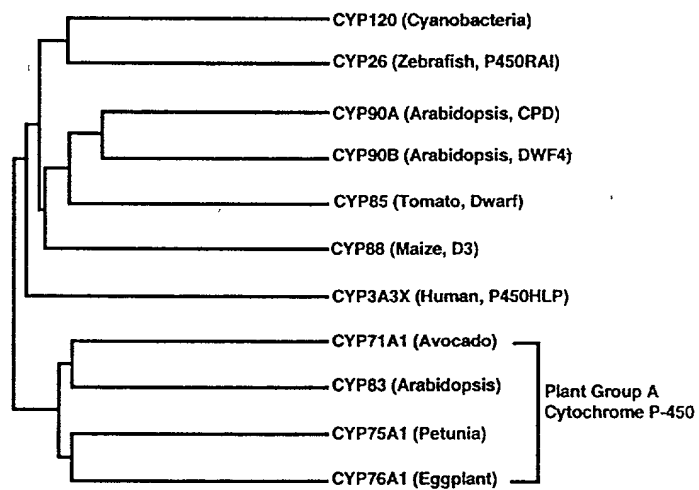 CYP120 (Cyanobacteria)
CYP26 (Zebrafish, P450RAI)
CYP90A (Arabidopsis, CPD)
CYP90B (Arabidopsis, DWF4)
CYP85 (Tomato, Dwarf)
CYP88 (Maize, D3)
CYP3A3X (Human, P450HLP)
CYP71A1 (Avocado)
CYP83 (Arabidopsis)
CYP75A1 (Petunia)
CYP76A1 (Eggplant)
Plant Group A
Cytochrome P-450